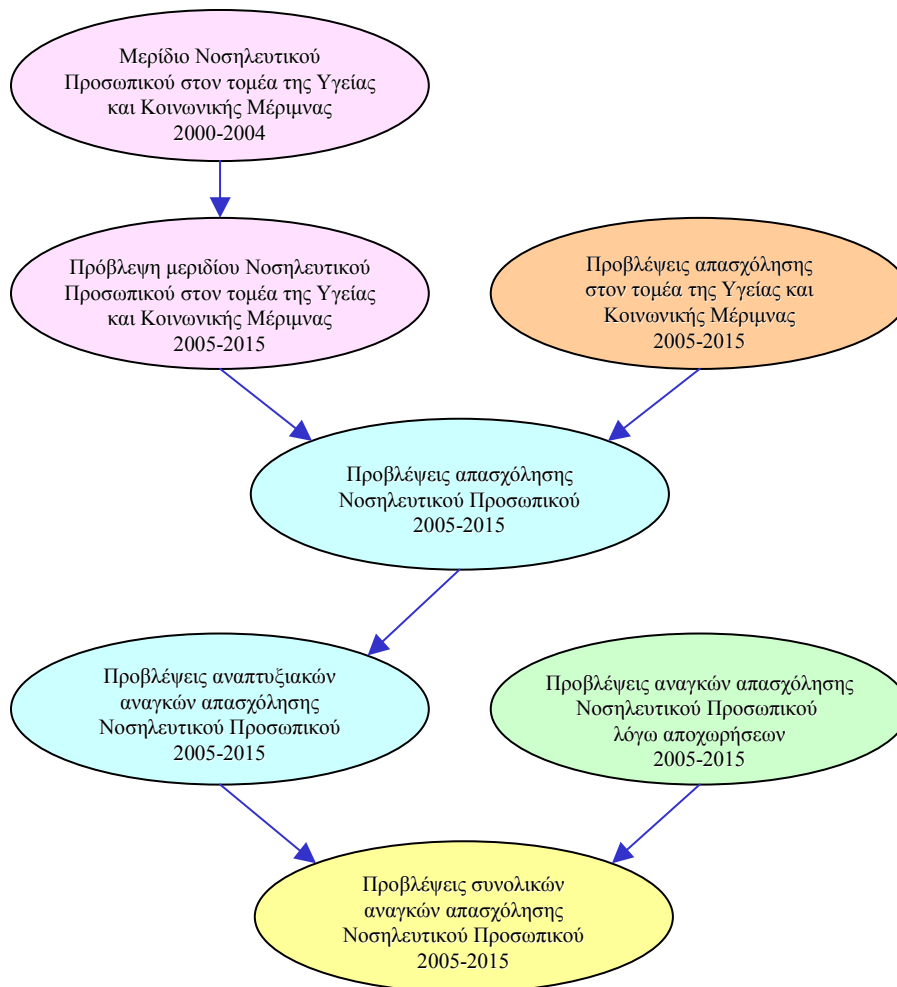 Μερίδιο Νοσηλευτικού
Προσωπικού στον τομέα της Υγείας
και Κοινωνικής Μέριμνας
2000-2004
Πρόβλεψη μεριδίου Νοσηλευτικού
Προσωπικού στον τομέα της Υγείας
και Κοινωνικής Μέριμνας
2005-2015
Προβλέψεις απασχόλησης
στον τομέα της Υγείας και
Κοινωνικής Μέριμνας
2005-2015
Προβλέψεις απασχόλησης
Νοσηλευτικού Προσωπικού
2005-2015
Προβλέψεις αναπτυξιακών
αναγκών απασχόλησης
Νοσηλευτικού Προσωπικού
2005-2015
Προβλέψεις αναγκών απασχόλησης
Νοσηλευτικού Προσωπικού
λόγω αποχωρήσεων
2005-2015
Προβλέψεις συνολικών
αναγκών απασχόλησης
Νοσηλευτικού Προσωπικού
2005-2015